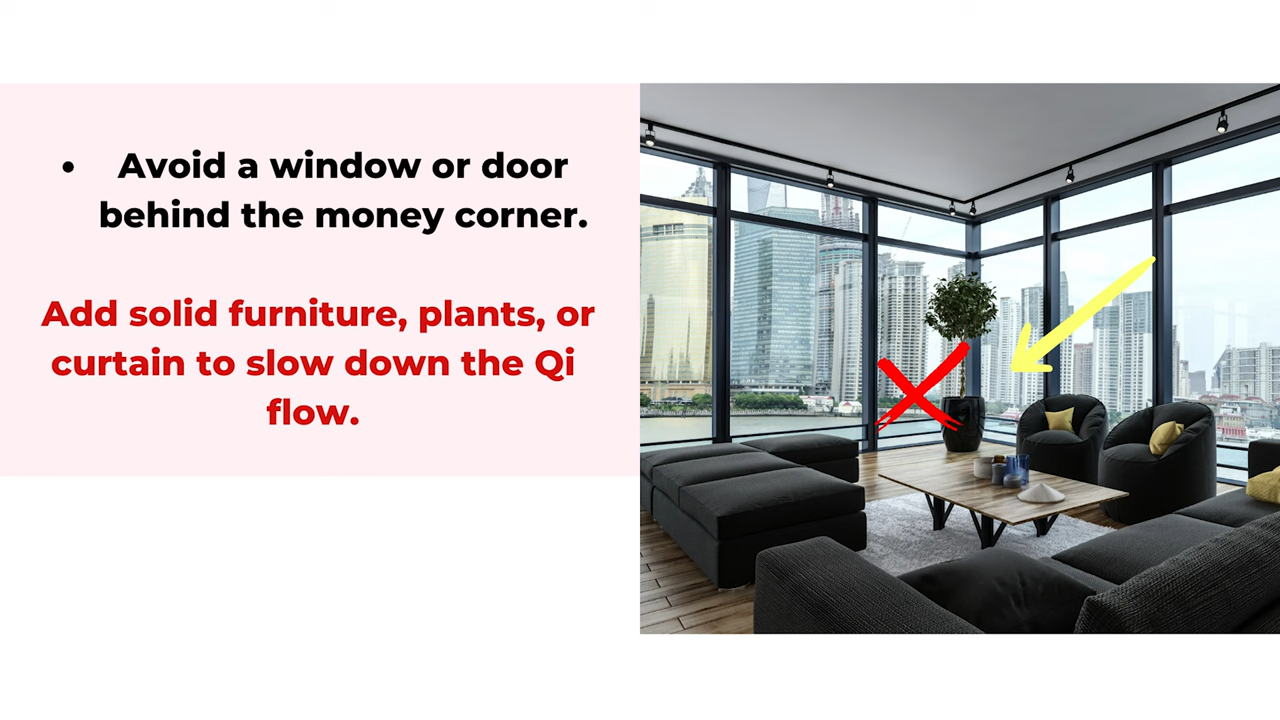 • Avoid a window or door
behind the money corner.
Add solid furniture, plants, or
curtain to slow down the Qi
flow.